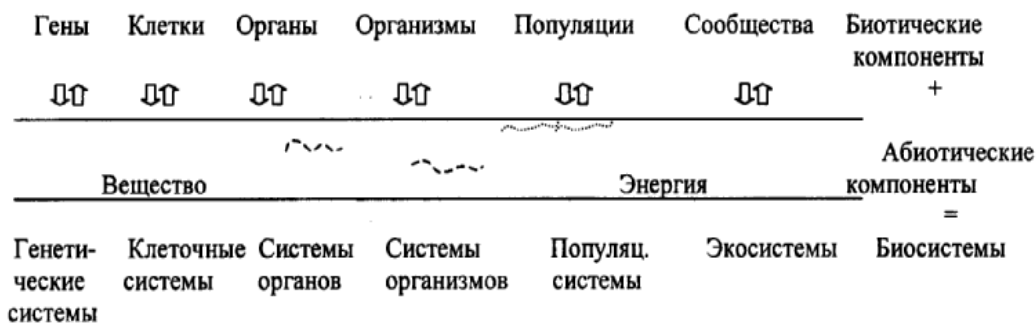 Гены Клетки Органы Организмы Популяции Сообщества Биотические
компоненты
+
Абиотические
Вещество Энергия компоненты
=
Генети- Клеточные Системы Системы Популяц. Экосистемы Биосистемы
ческие системы органов организмов системы
системы